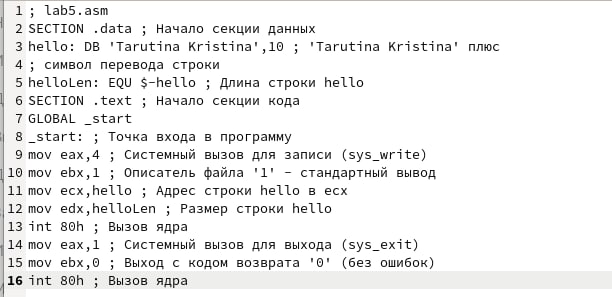 1 ; lab5.asm
2 SECTION .data ; Начало секции данных
3 hello: DB 'Tarutina Kristina',10 ; 'Tarutina Kristina' плюс
4 ; символ перевода строки
5 helloLen: EQU $-hello ; Длина строки hello
6 SECTION .text ; Начало секции кода
7 GLOBAL _start
8 _start: ; Точка входа в программу
9 mov eax,4 ; Системный вызов для записи (sys_write)
10 mov ebx,1 ; Описатель файла '1' - стандартный вывод
11 mov ecx,hello ; Адрес строки hello в ecx
12 mov edx,helloLen ; Размер строки hello
13 int 80h ; Вызов ядра
14 mov eax,1 ; Системный вызов для выхода (sys_exit)
15 mov ebx,0 ; Выход с кодом возврата '0' (без ошибок)
16 int 80h ; Вызов ядра